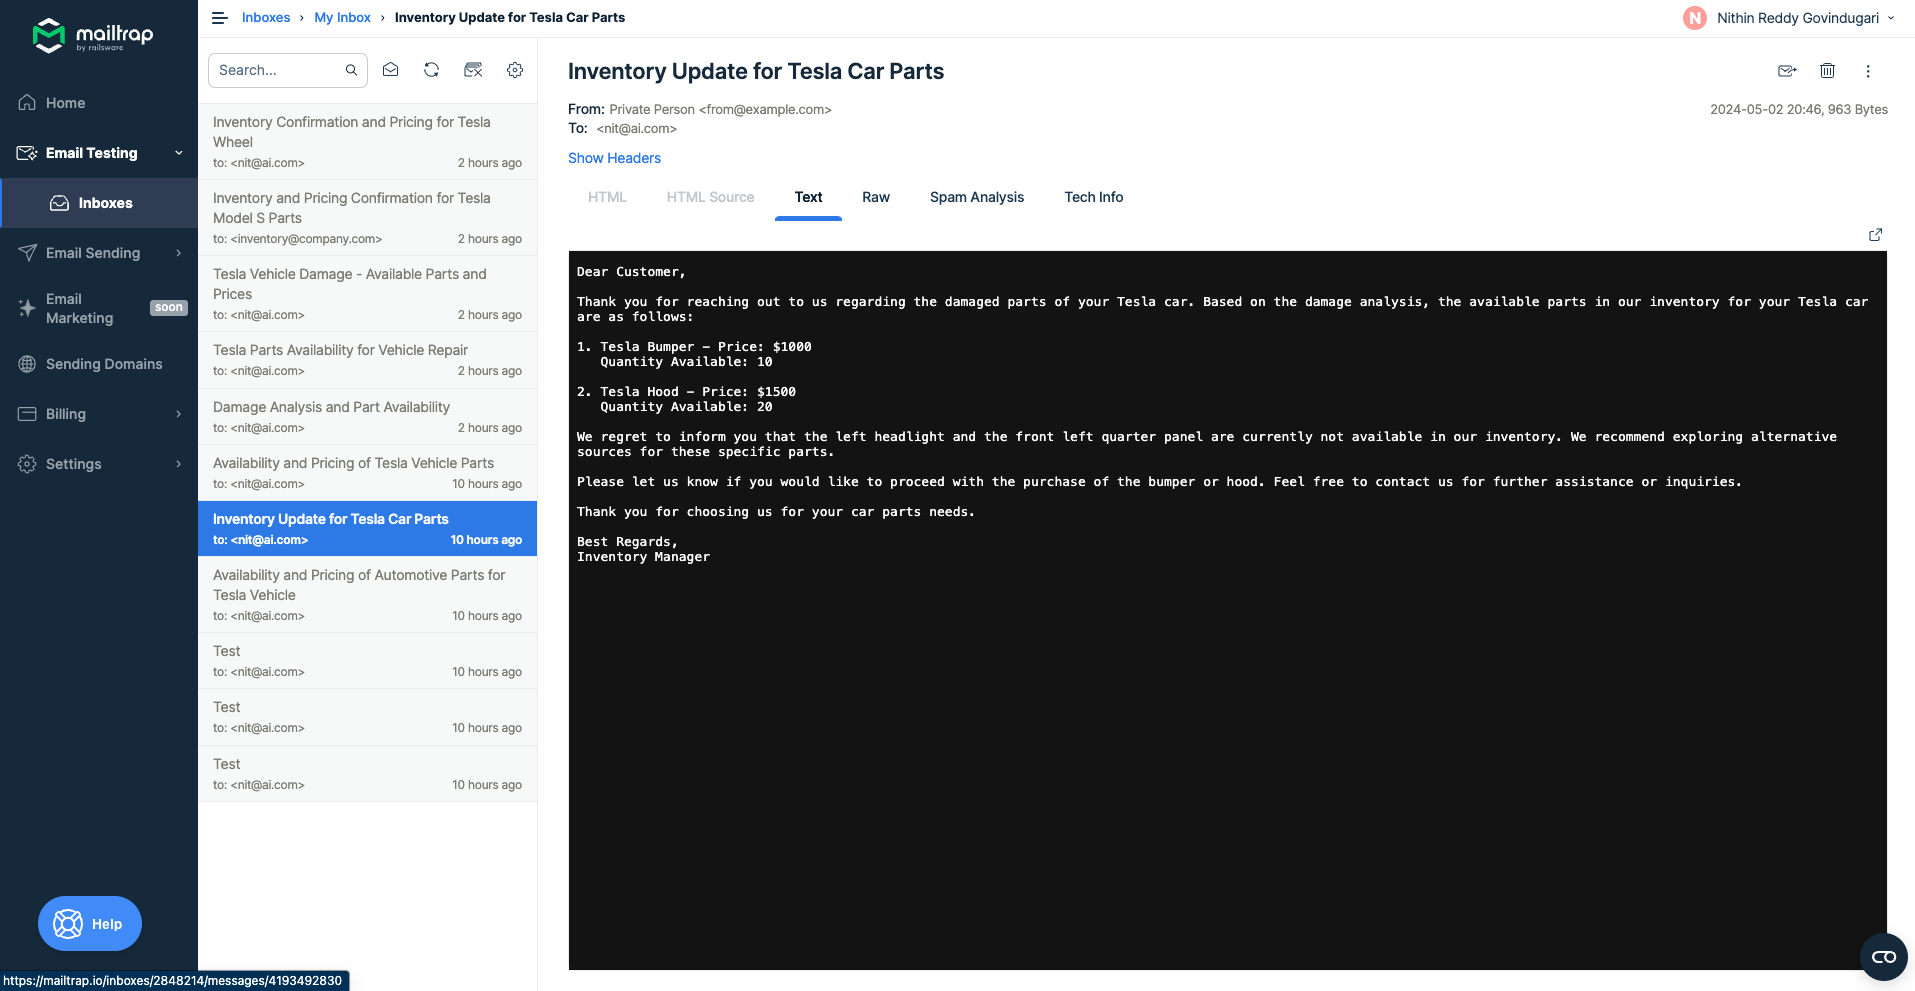 mailtrap
by railsware
Home
Email Testing
Inboxes
Email Sending
Email
Marketing
soon
Sending Domains
Billing
Settings
Help
https://mailtrap.io/inboxes/2848214/messages/4193492830
Inboxes › My Inbox › Inventory Update for Tesla Car Parts
N Nithin Reddy Govindugari
Search...
Inventory Confirmation and Pricing for Tesla
Wheel
to: <nit@ai.com> 2 hours ago
Inventory and Pricing Confirmation for Tesla
Model S Parts
to: <inventory@company.com> 2 hours ago
Tesla Vehicle Damage - Available Parts and
Prices
to: <nit@ai.com> 2 hours ago
Tesla Parts Availability for Vehicle Repair
to: <nit@ai.com> 2 hours ago
Damage Analysis and Part Availability
to: <nit@ai.com> 2 hours ago
Availability and Pricing of Tesla Vehicle Parts
to: <nit@ai.com> 10 hours ago
Inventory Update for Tesla Car Parts
to: <nit@ai.com> 10 hours ago
Availability and Pricing of Automotive Parts for
Tesla Vehicle
to: <nit@ai.com> 10 hours ago
Test
to: <nit@ai.com> 10 hours ago
Test
to: <nit@ai.com> 10 hours ago
Test
to: <nit@ai.com> 10 hours ago
Inventory Update for Tesla Car Parts
From: Private Person <from@example.com>
2024-05-02 20:46, 963 Bytes
To: <nit@ai.com>
Show Headers
HTML HTML Source Text Raw Spam Analysis Tech Info
Dear Customer,
Thank you for reaching out to us regarding the damaged parts of your Tesla car. Based on the damage analysis, the available parts in our inventory for your Tesla car
are as follows:
1. Tesla Bumper – Price: $1000
Quantity Available: 10
2. Tesla Hood – Price: $1500
Quantity Available: 20
We regret to inform you that the left headlight and the front left quarter panel are currently not available in our inventory. We recommend exploring alternative
sources for these specific parts.
Please let us know if you would like to proceed with the purchase of the bumper or hood. Feel free to contact us for further assistance or inquiries.
Thank you for choosing us for your car parts needs.
Best Regards,
Inventory Manager